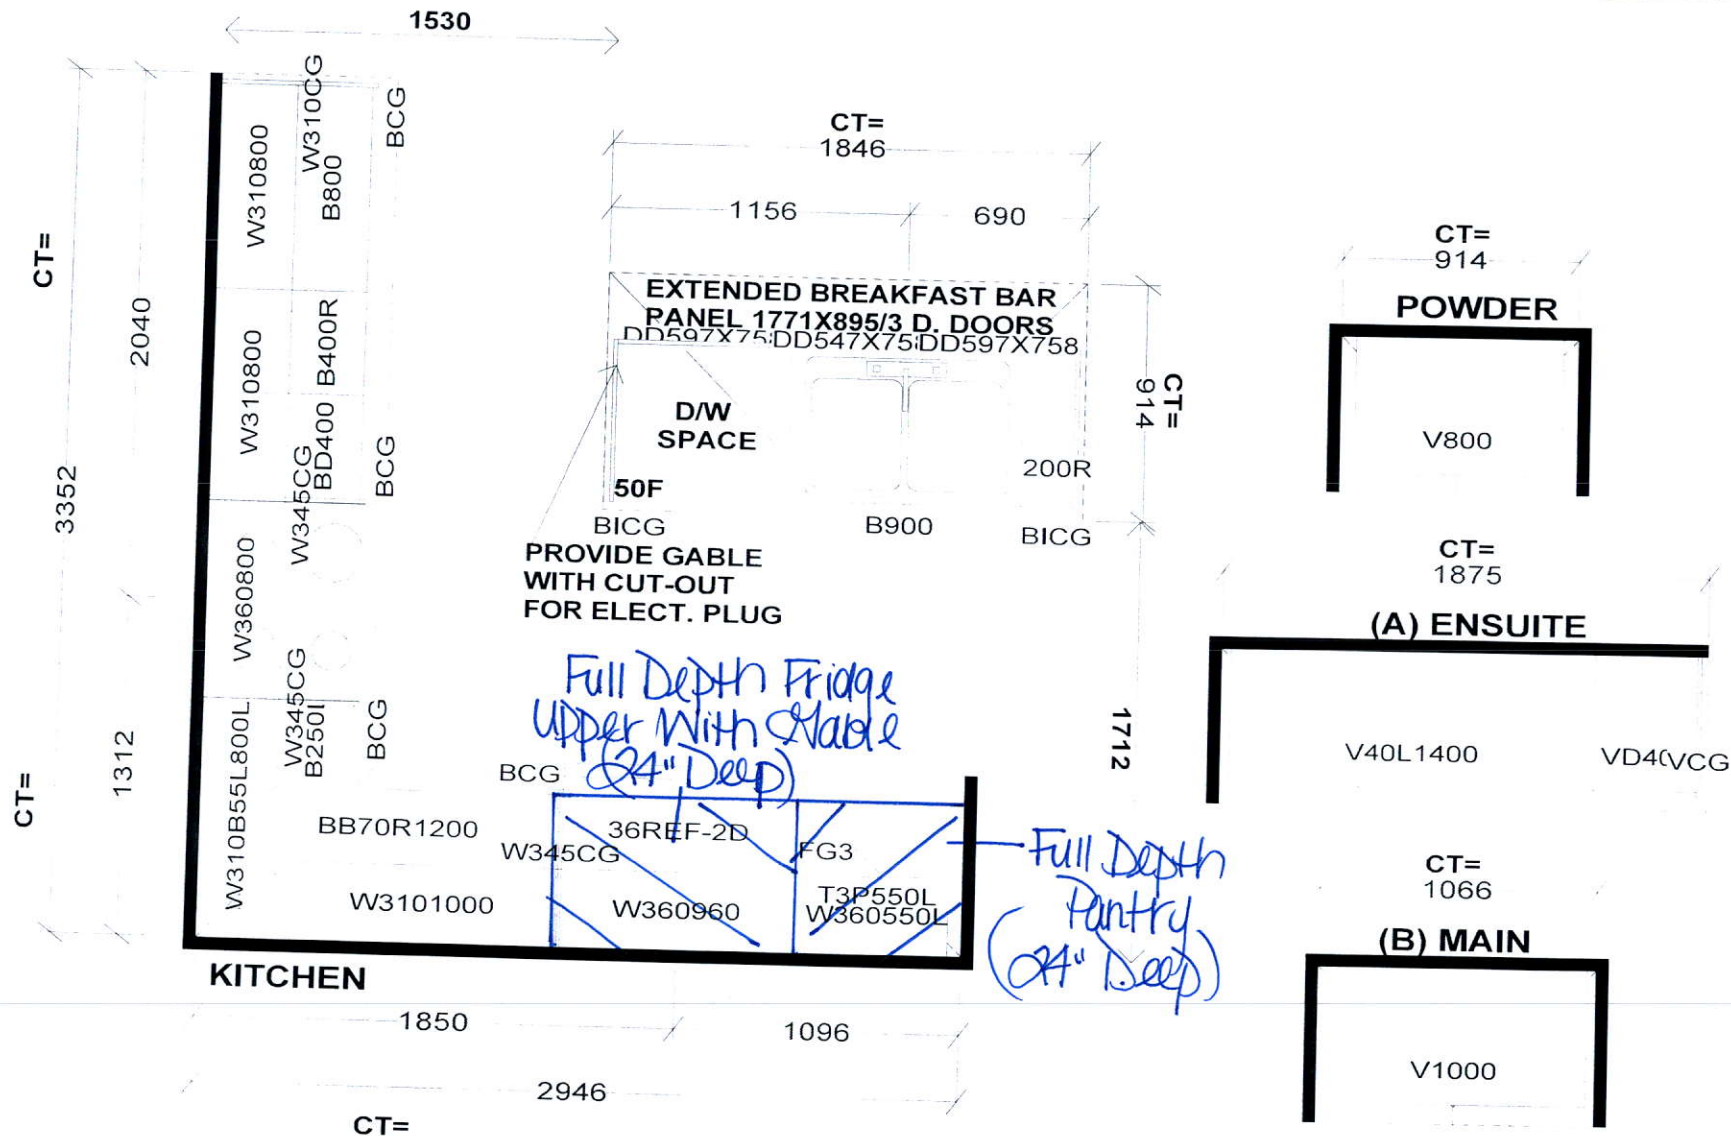 1530
CT=
3352
2040
1312
CT=
W310800
W310CG
B800
BCG
W310800
B400R
BD400
W345CG
BCG
W360800
W345CG
B250L
BCG
W310B55L800L
BB70R1200
W3101000
CT=
1846
1156
690
EXTENDED BREAKFAST BAR
PANEL 1771X895/3 D. DOORS
DD597X75 DD547X75 DD597X758
D/W
SPACE
50F
200R
BICG
B900
BICG
CT=
914
1712
PROVIDE GABLE
WITH CUT-OUT
FOR ELECT. PLUG
Full Depth Fridge
Upper With Gable
(24" Deep)
BCG
36REF-2D
W345CG
FG3
T3P550L
W360960
W360550L
Full Depth
Pantry
(24" Deep)
KITCHEN
1850
1096
2946
CT=
CT=
914
POWDER
V800
CT=
1875
(A) ENSUITE
V40L1400
VD40
VCG
CT=
1066
(B) MAIN
V1000